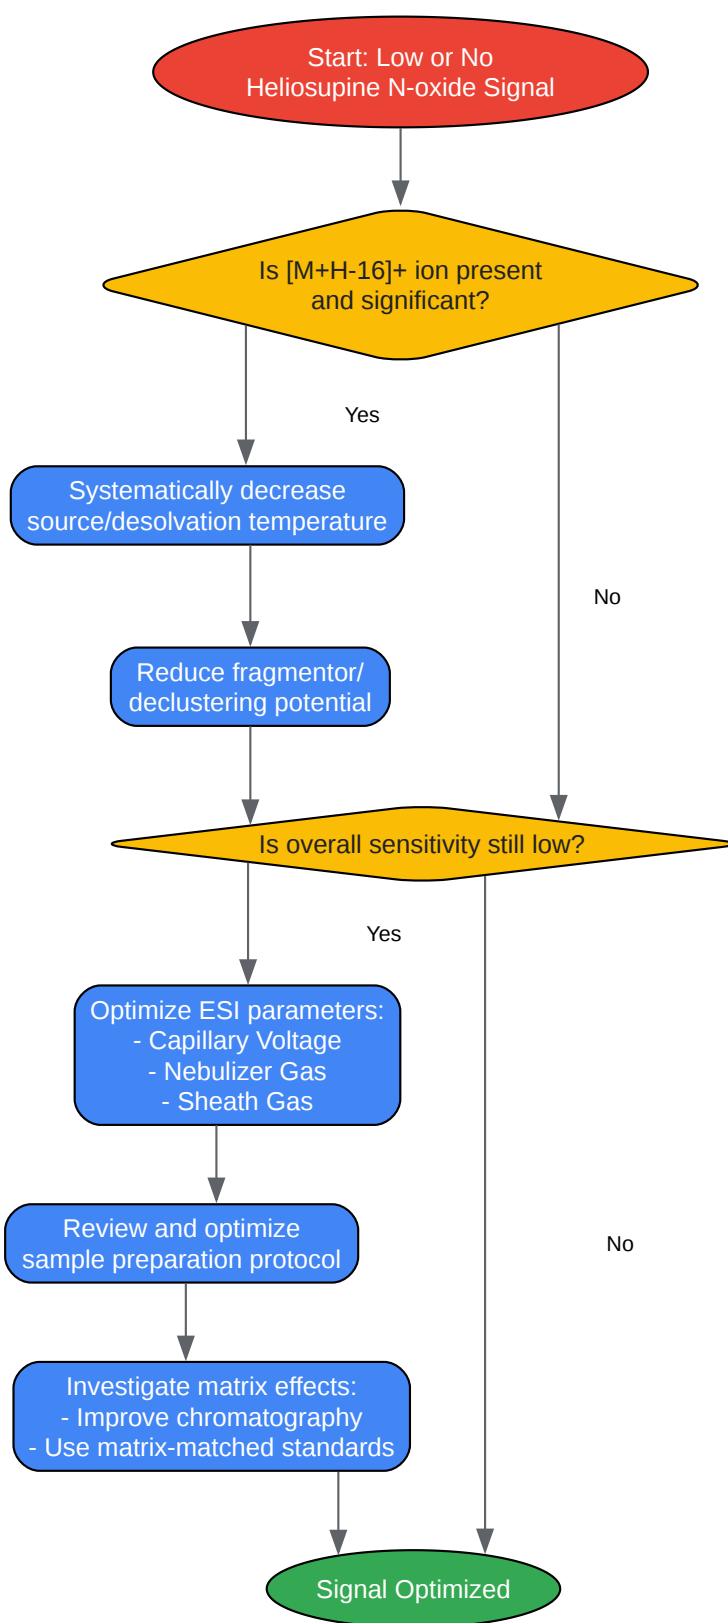 Start: Low or No
Heliosupine N-oxide Signal
Is [M+H-16]+ ion present
and significant?
Yes
Systematically decrease
source/desolvation temperature
No
Reduce fragmentor/
declustering potential
Is overall sensitivity still low?
Yes
Optimize ESI parameters:
- Capillary Voltage
- Nebulizer Gas
- Sheath Gas
Review and optimize
sample preparation protocol
No
Investigate matrix effects:
- Improve chromatography
- Use matrix-matched standards
Signal Optimized